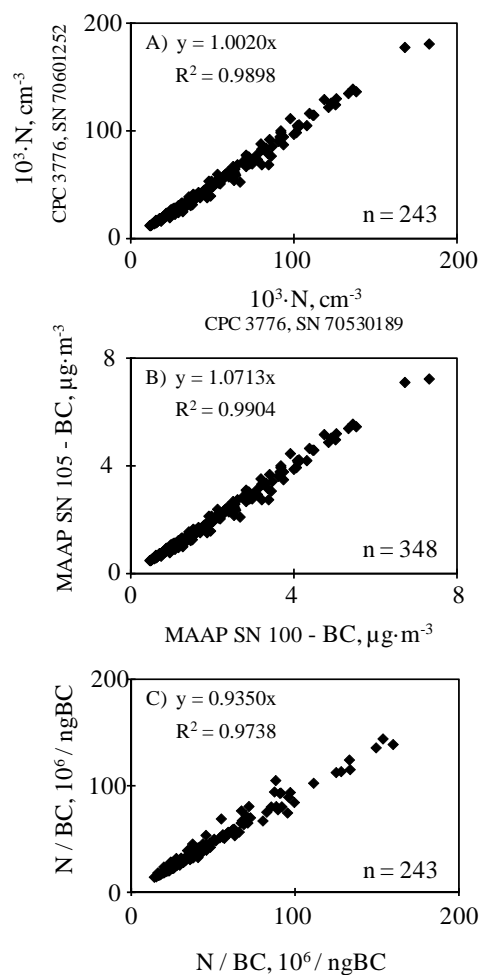 10³·N, cm⁻³
CPC 3776, SN 70601252
200
A) y = 1.0020x
R² = 0.9898
100
n = 243
0
0
100
200
10³·N, cm⁻³
CPC 3776, SN 70530189
MAAP SN 105 - BC, µg·m⁻³
8
B) y = 1.0713x
R² = 0.9904
4
n = 348
0
0
4
8
MAAP SN 100 - BC, µg·m⁻³
N / BC, 10⁶ / ngBC
200
C) y = 0.9350x
R² = 0.9738
100
n = 243
0
0
100
200
N / BC, 10⁶ / ngBC